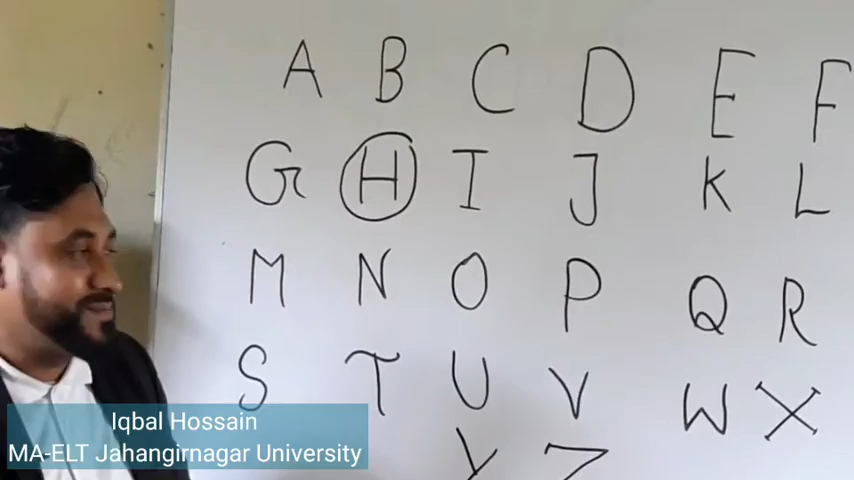 A B C D E F
G H I J K L
M N O P Q R
S T U V W X
Y Z
Iqbal Hossain
MA-ELT Jahangirnagar University